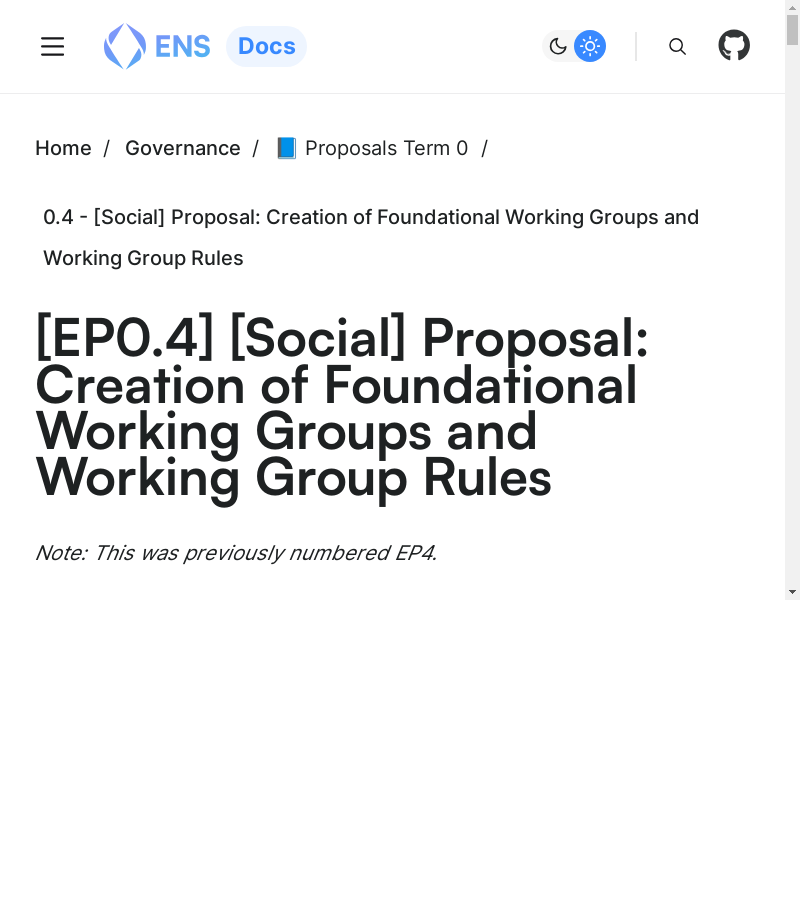 ENS Docs
Home / Governance / 📘 Proposals Term 0 /
0.4 - [Social] Proposal: Creation of Foundational Working Groups and
Working Group Rules
[EP0.4] [Social] Proposal:
Creation of Foundational
Working Groups and
Working Group Rules
Note: This was previously numbered EP4.